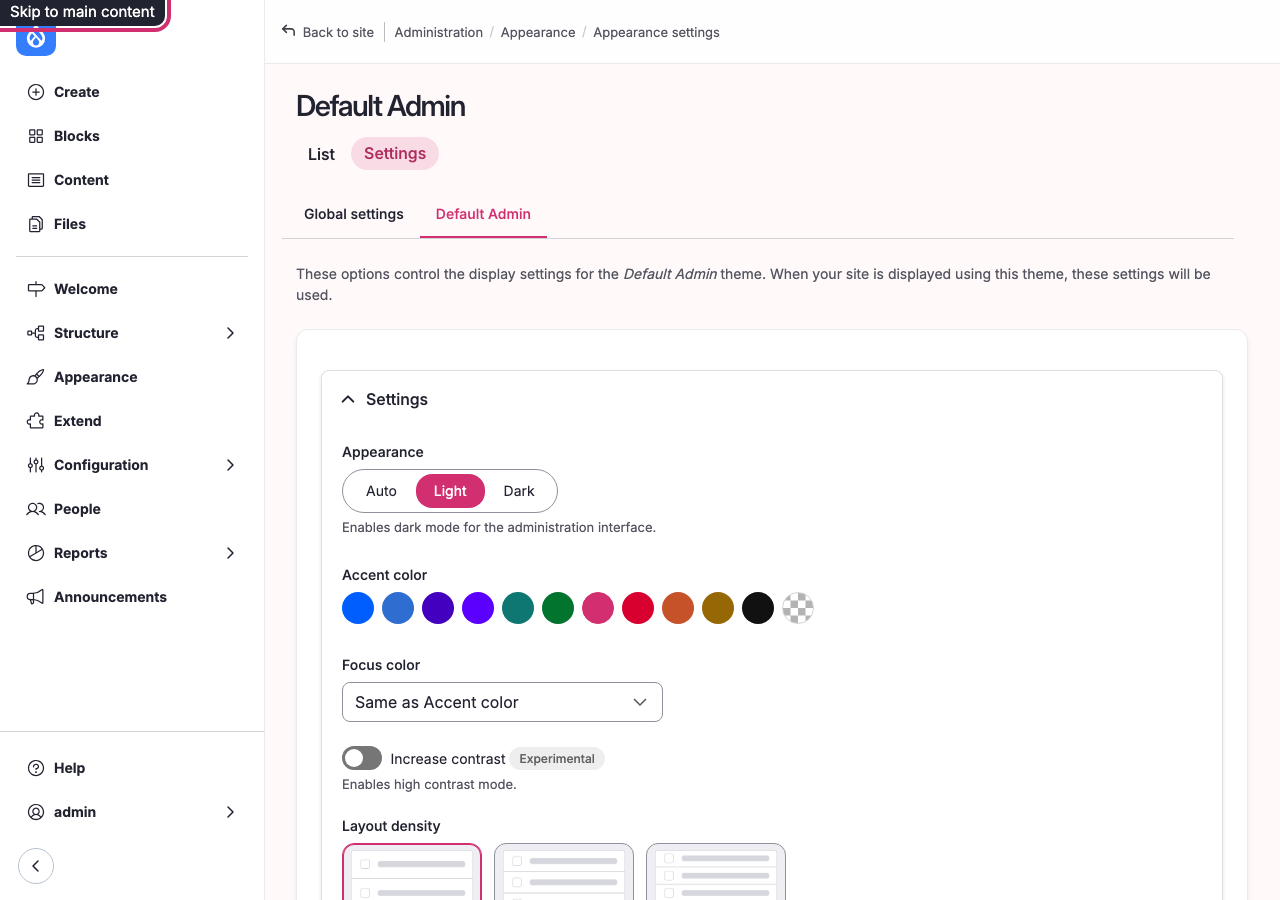 Skip to main content
Create
Blocks
Content
Files
Welcome
Structure
Appearance
Extend
Configuration
People
Reports
Announcements
Help
admin
Back to site
Administration / Appearance / Appearance settings
Default Admin
List
Settings
Global settings
Default Admin
These options control the display settings for the Default Admin theme. When your site is displayed using this theme, these settings will be
used.
Settings
Appearance
Auto
Light
Dark
Enables dark mode for the administration interface.
Accent color
Focus color
Same as Accent color
Increase contrast Experimental
Enables high contrast mode.
Layout density